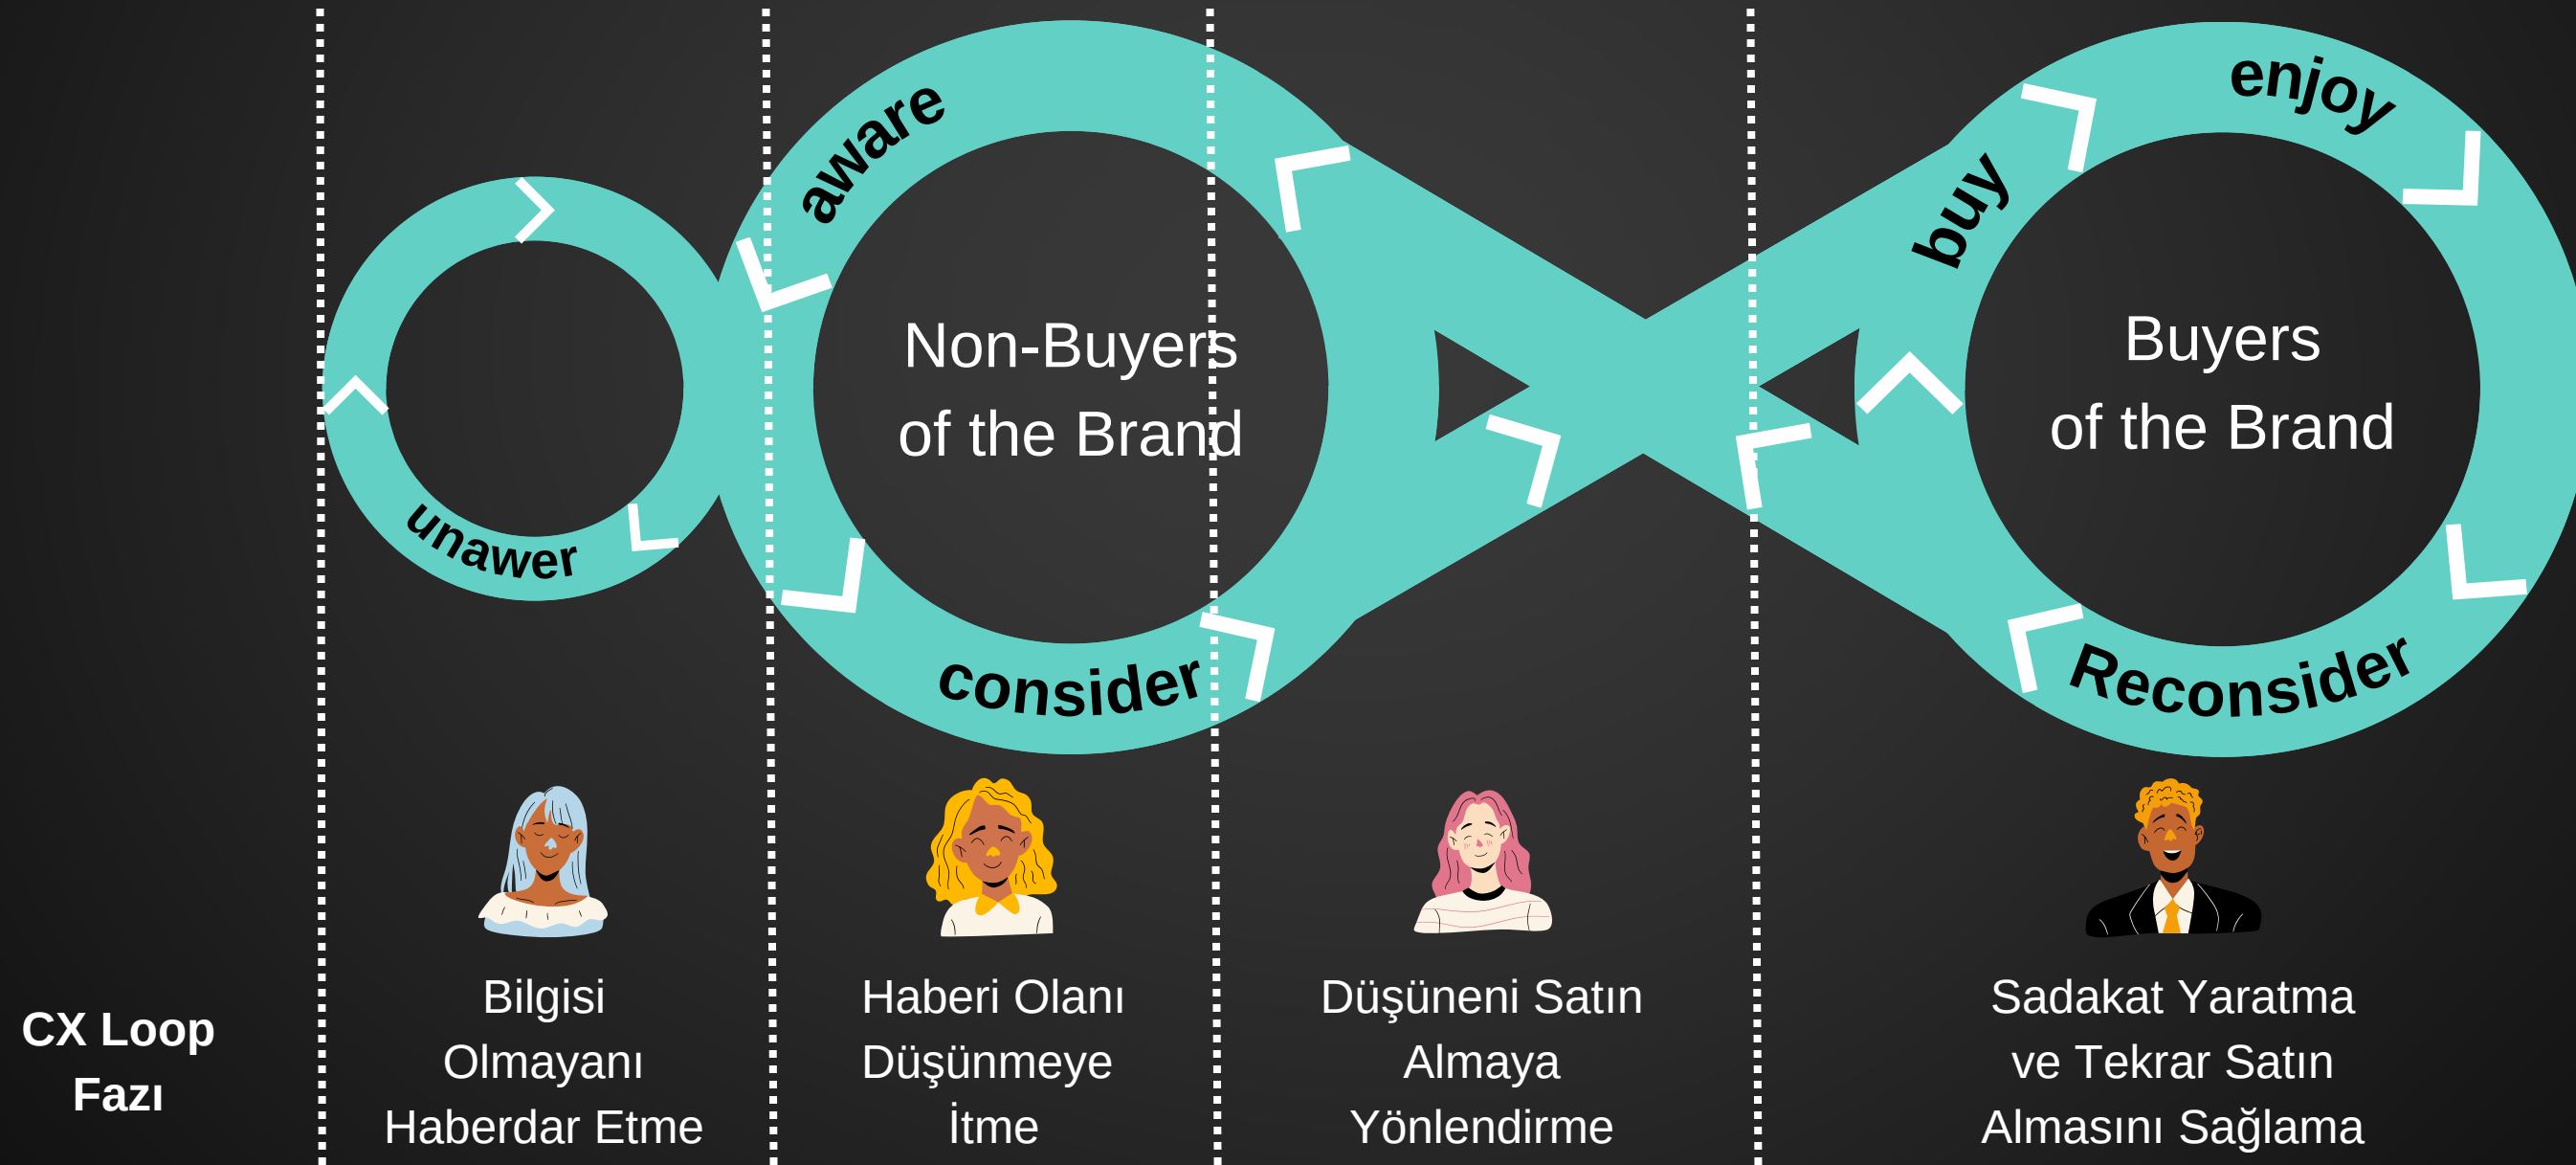 aware
enjoy
buy
Non-Buyers
of the Brand
Buyers
of the Brand
unawer
consider
Reconsider
CX Loop
Fazı
Bilgisi
Olmayanı
Haberdar Etme
Haberi Olanı
Düşünmeye
İtme
Düşüneni Satın
Almaya
Yönlendirme
Sadakat Yaratma
ve Tekrar Satın
Almasını Sağlama